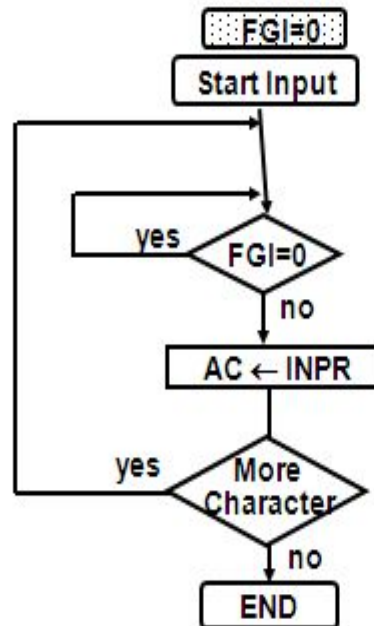 FGI=0
Start Input
yes
FGI=0
no
AC ← INPR
yes
More
Character
no
END